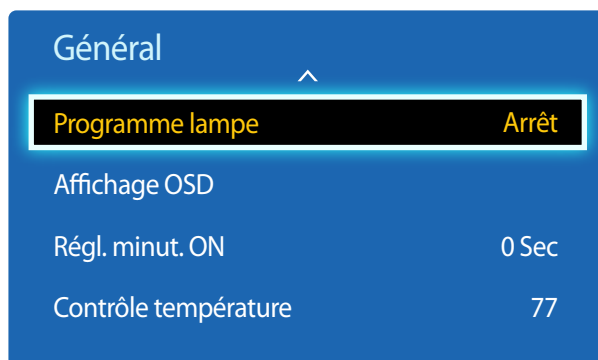 Général
Programme lampe Arrêt
Affichage OSD
Régl. minut. ON 0 Sec
Contrôle température 77